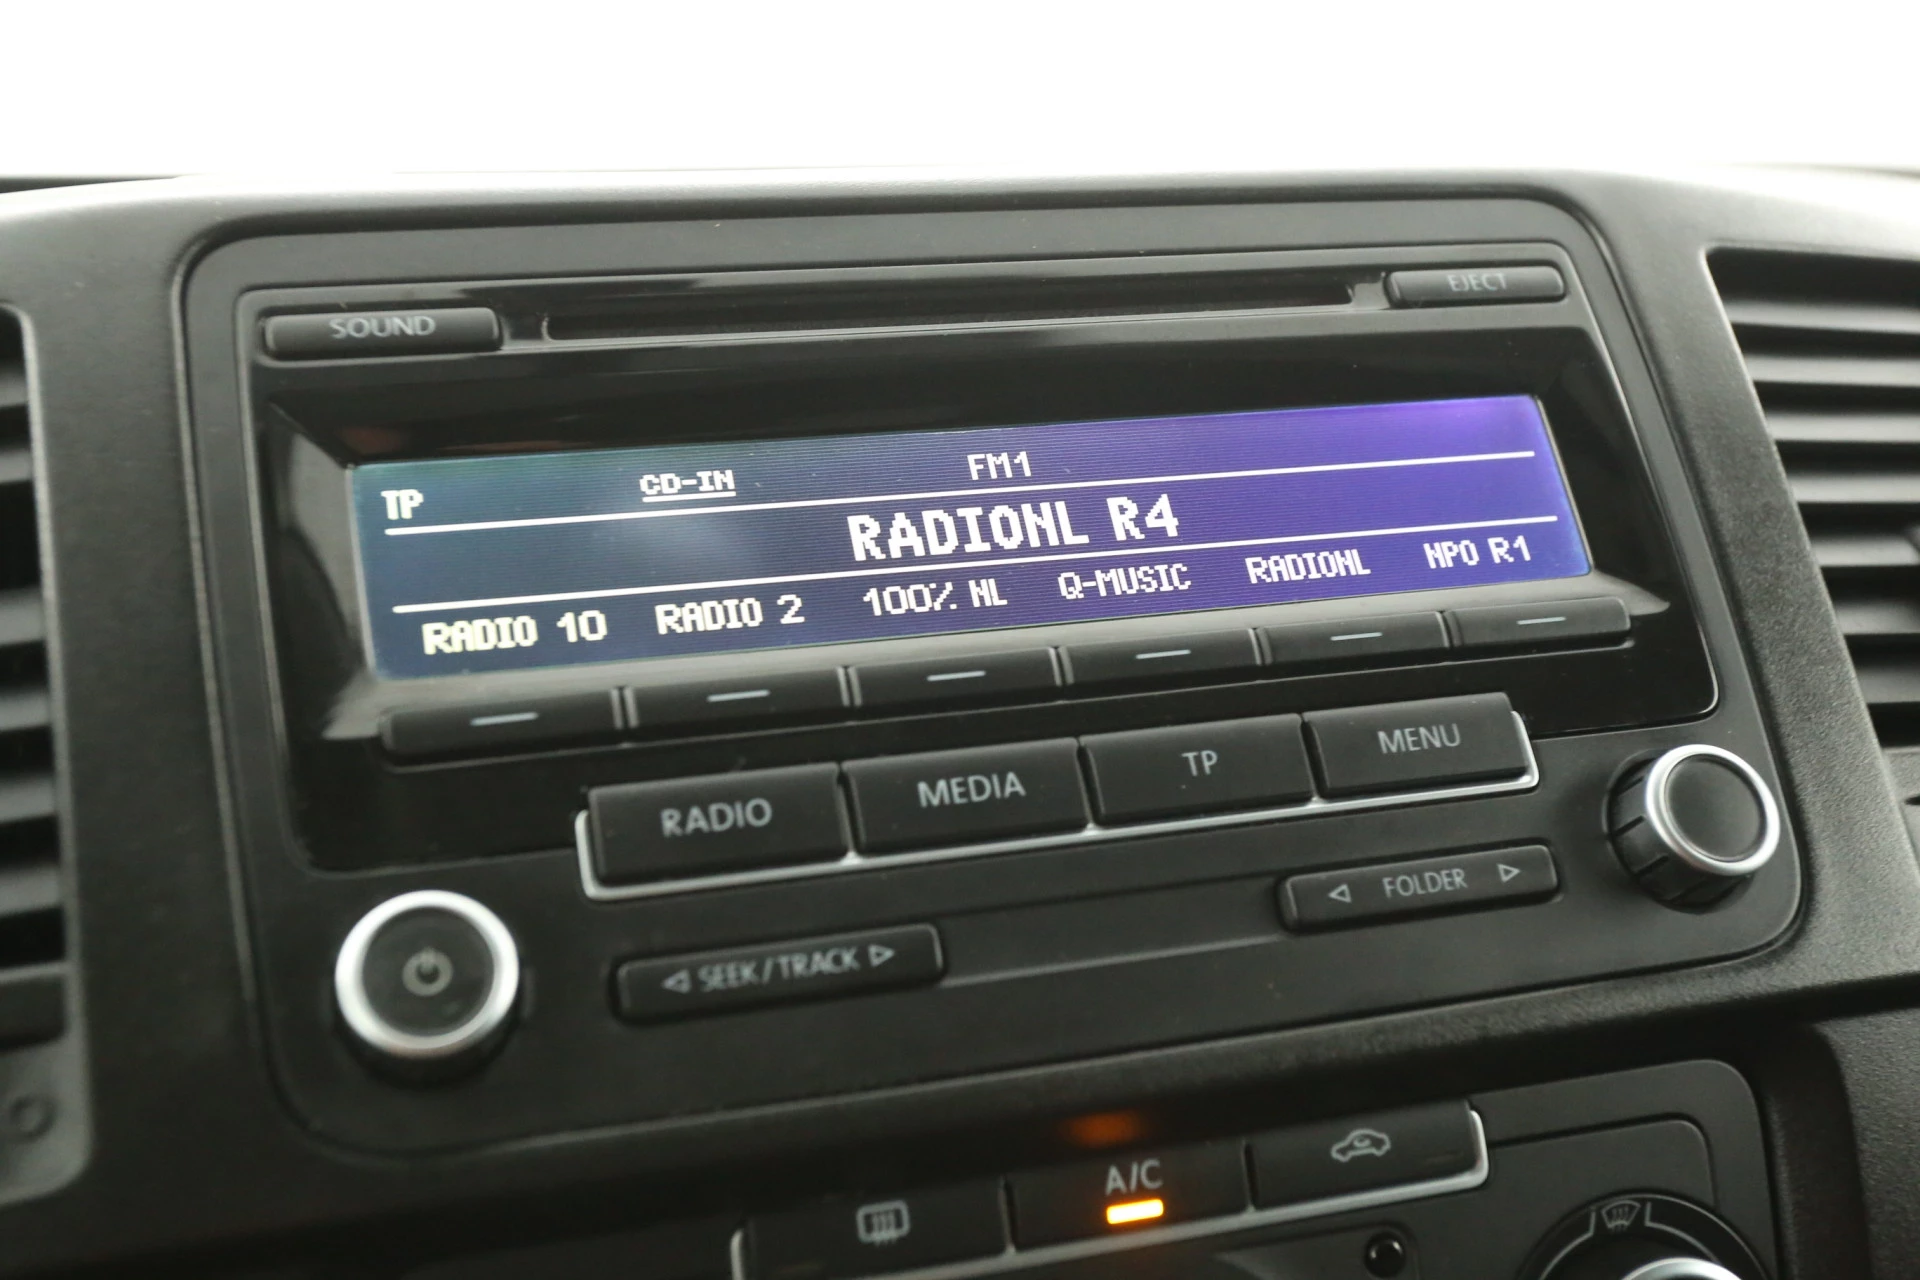 SOUND
EJECT
TP CD-IN FM1
RADIONL R4
RADIO 10 RADIO 2 100% NL Q-MUSIC RADIONL NPO R1
RADIO MEDIA TP MENU
SEEK/TRACK FOLDER
A/C